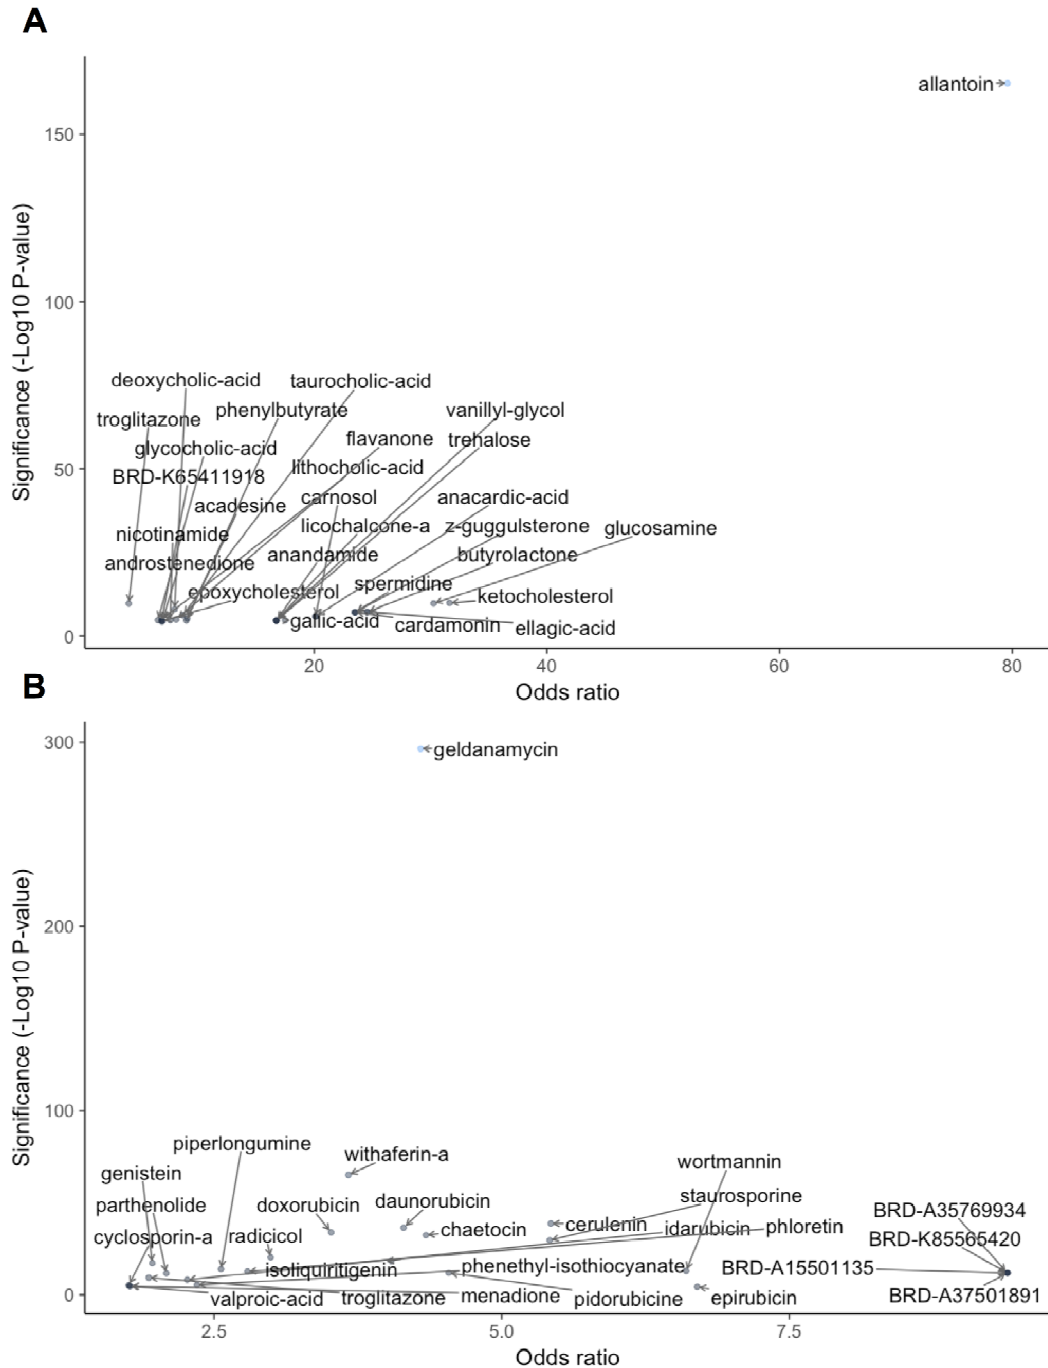 A
allantoin
150
100
50
0
Significance (-Log10 P-value)
deoxycholic-acid
taurocholic-acid
troglitazone
phenylbutyrate
vanillyl-glycol
glycocholic-acid
flavanone
trehalose
BRD-K65411918
lithocholic-acid
acadesine
carnosol
anacardic-acid
nicotinamide
licochalcone-a
z-guggulsterone
glucosamine
androstenedione
anandamide
butyrolactone
epoxycholesterol
spermidine
ketocholesterol
gallic-acid
cardamonin
ellagic-acid
20
40
60
80
Odds ratio
B
300
200
100
0
Significance (-Log10 P-value)
geldanamycin
piperlongumine
withaferin-a
wortmannin
genistein
parthenolide
doxorubicin
daunorubicin
staurosporine
BRD-A35769934
cyclosporin-a
radicicol
chaetocin
cerulenin
idarubicin
phloretin
BRD-K85565420
isoliquiritigenin
phenethyl-isothiocyanate
BRD-A15501135
valproic-acid
troglitazone
menadione
pidorubicine
epirubicin
BRD-A37501891
2.5
5.0
7.5
Odds ratio